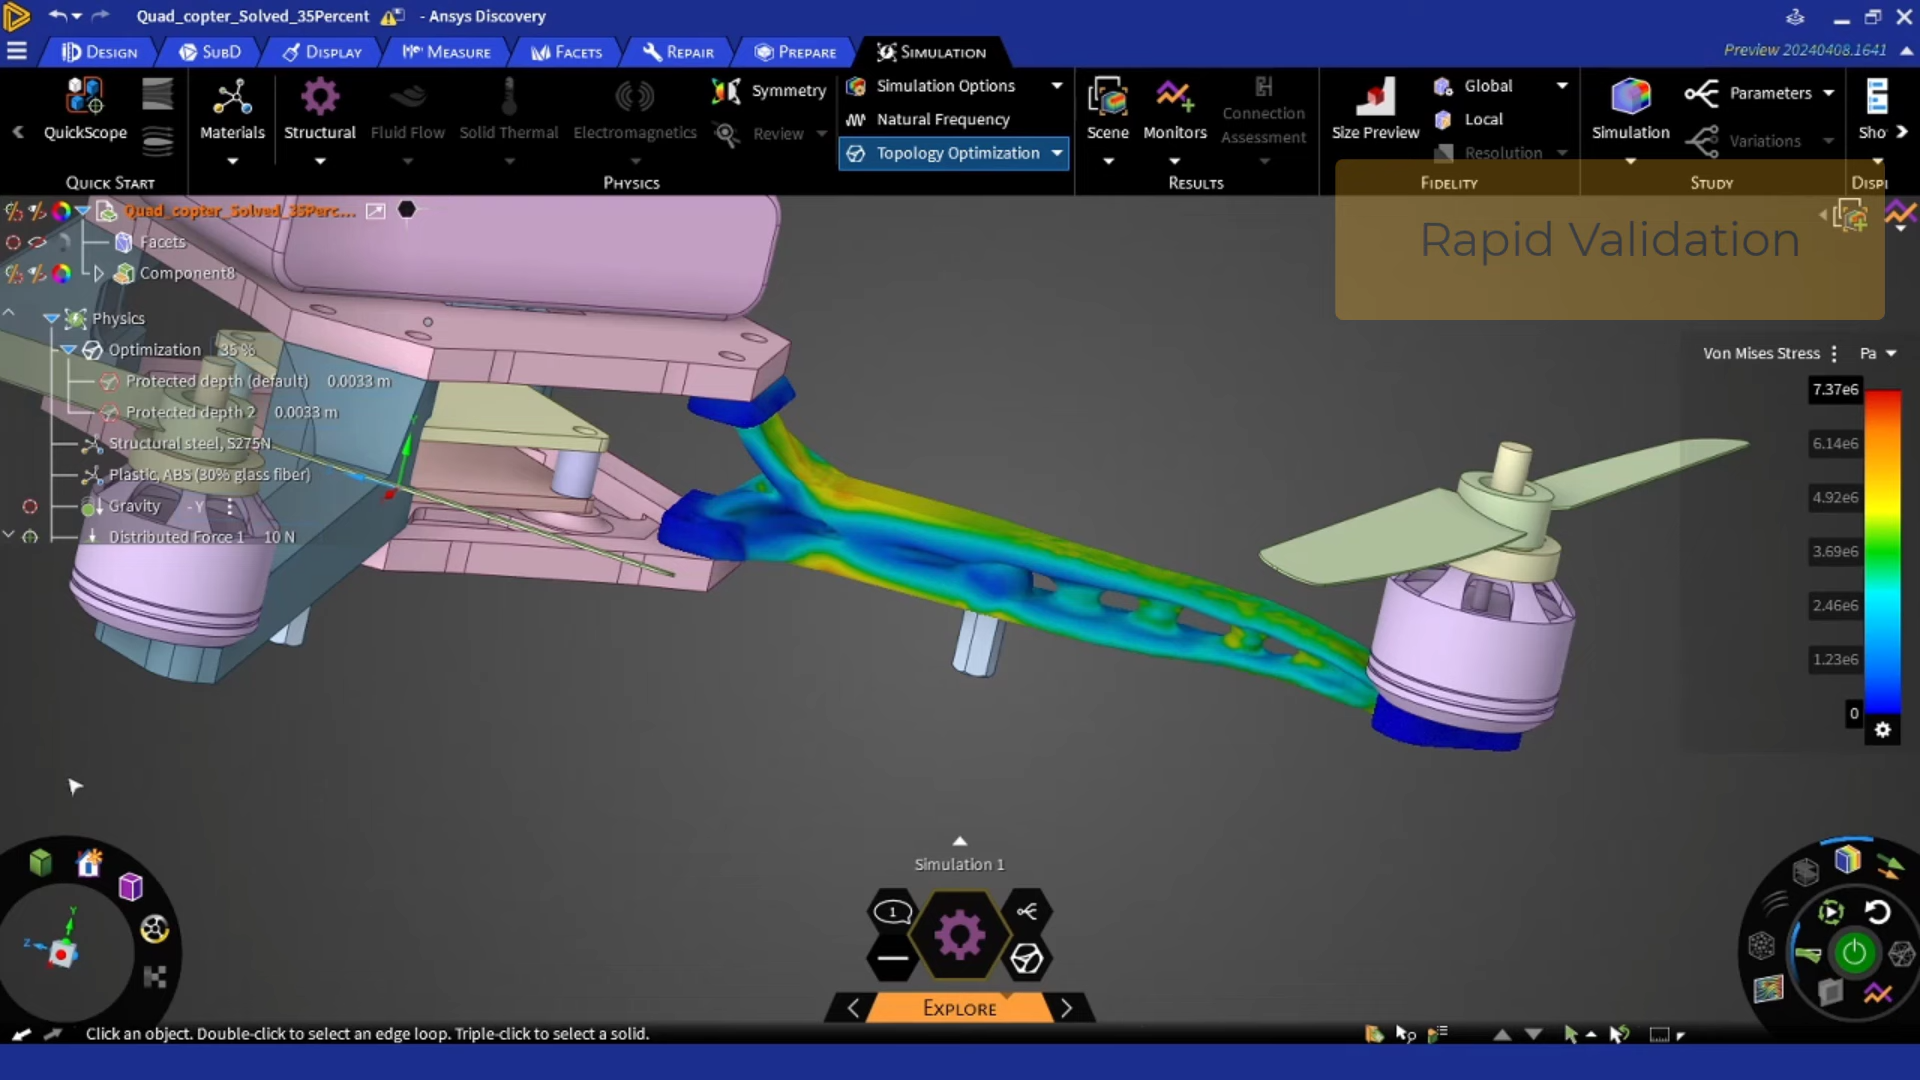 Quad_copter_Solved_35Percent - Ansys Discovery
Design SubD Display Measure Facets Repair Prepare Simulation
Preview 20240408.1641
QuickScope Materials Structural Fluid Flow Solid Thermal Electromagnetics
Symmetry
Review
Simulation Options
Natural Frequency
Topology Optimization
Scene Monitors Connection Assessment
Size Preview
Global
Local
Resolution
Simulation
Parameters
Variations
Sho
Quick Start Physics Results Fidelity Study Displ
Rapid Validation
Quad_copter_Solved_35Perc...
Facets
Component8
Physics
Optimization 35 %
Protected depth (default) 0.0033 m
Protected depth 2 0.0033 m
Structural steel, S275N
Plastic, ABS (30% glass fiber)
Gravity -Y
Distributed Force 1 10 N
Von Mises Stress Pa
7.37e6
6.14e6
4.92e6
3.69e6
2.46e6
1.23e6
0
Y
Z
Simulation 1
1
Explore
Click an object. Double-click to select an edge loop. Triple-click to select a solid.